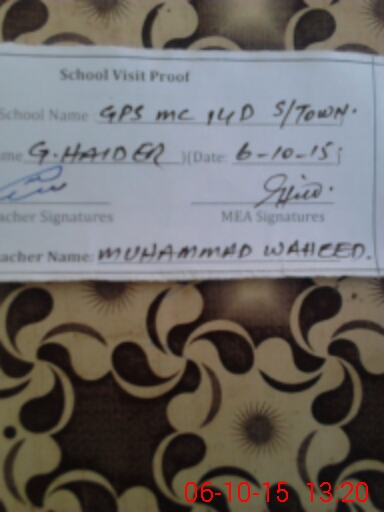 School Visit Proof
School Name GPS MC 14D S/TOWN.
me G.HAIDER )(Date: 6-10-15)
acher Signatures MEA Signatures
acher Name: MUHAMMAD WAHEED.
06-10-15 13:20